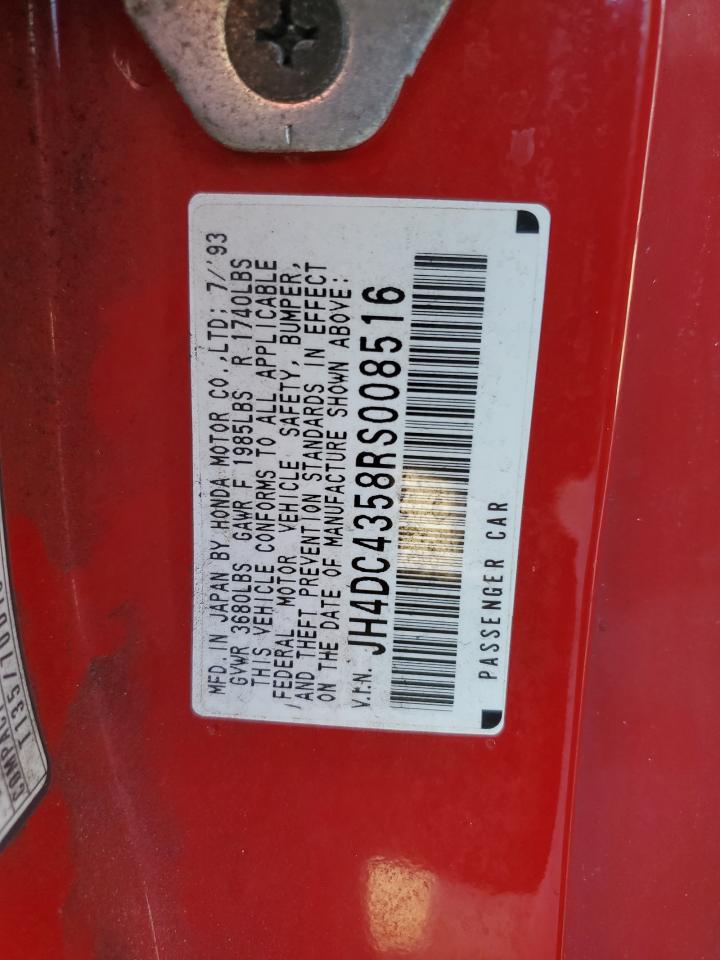 MFD. IN JAPAN BY HONDA MOTOR CO.,LTD; 7/'93
GVWR 3680LBS GAWR F 1985LBS R 1740LBS
THIS VEHICLE CONFORMS TO ALL APPLICABLE
FEDERAL MOTOR VEHICLE SAFETY, BUMPER,
AND THEFT PREVENTION STANDARDS IN EFFECT
ON THE DATE OF MANUFACTURE SHOWN ABOVE:
V.I.N. JH4DC4358RS008516
PASSENGER CAR
T135/70D15